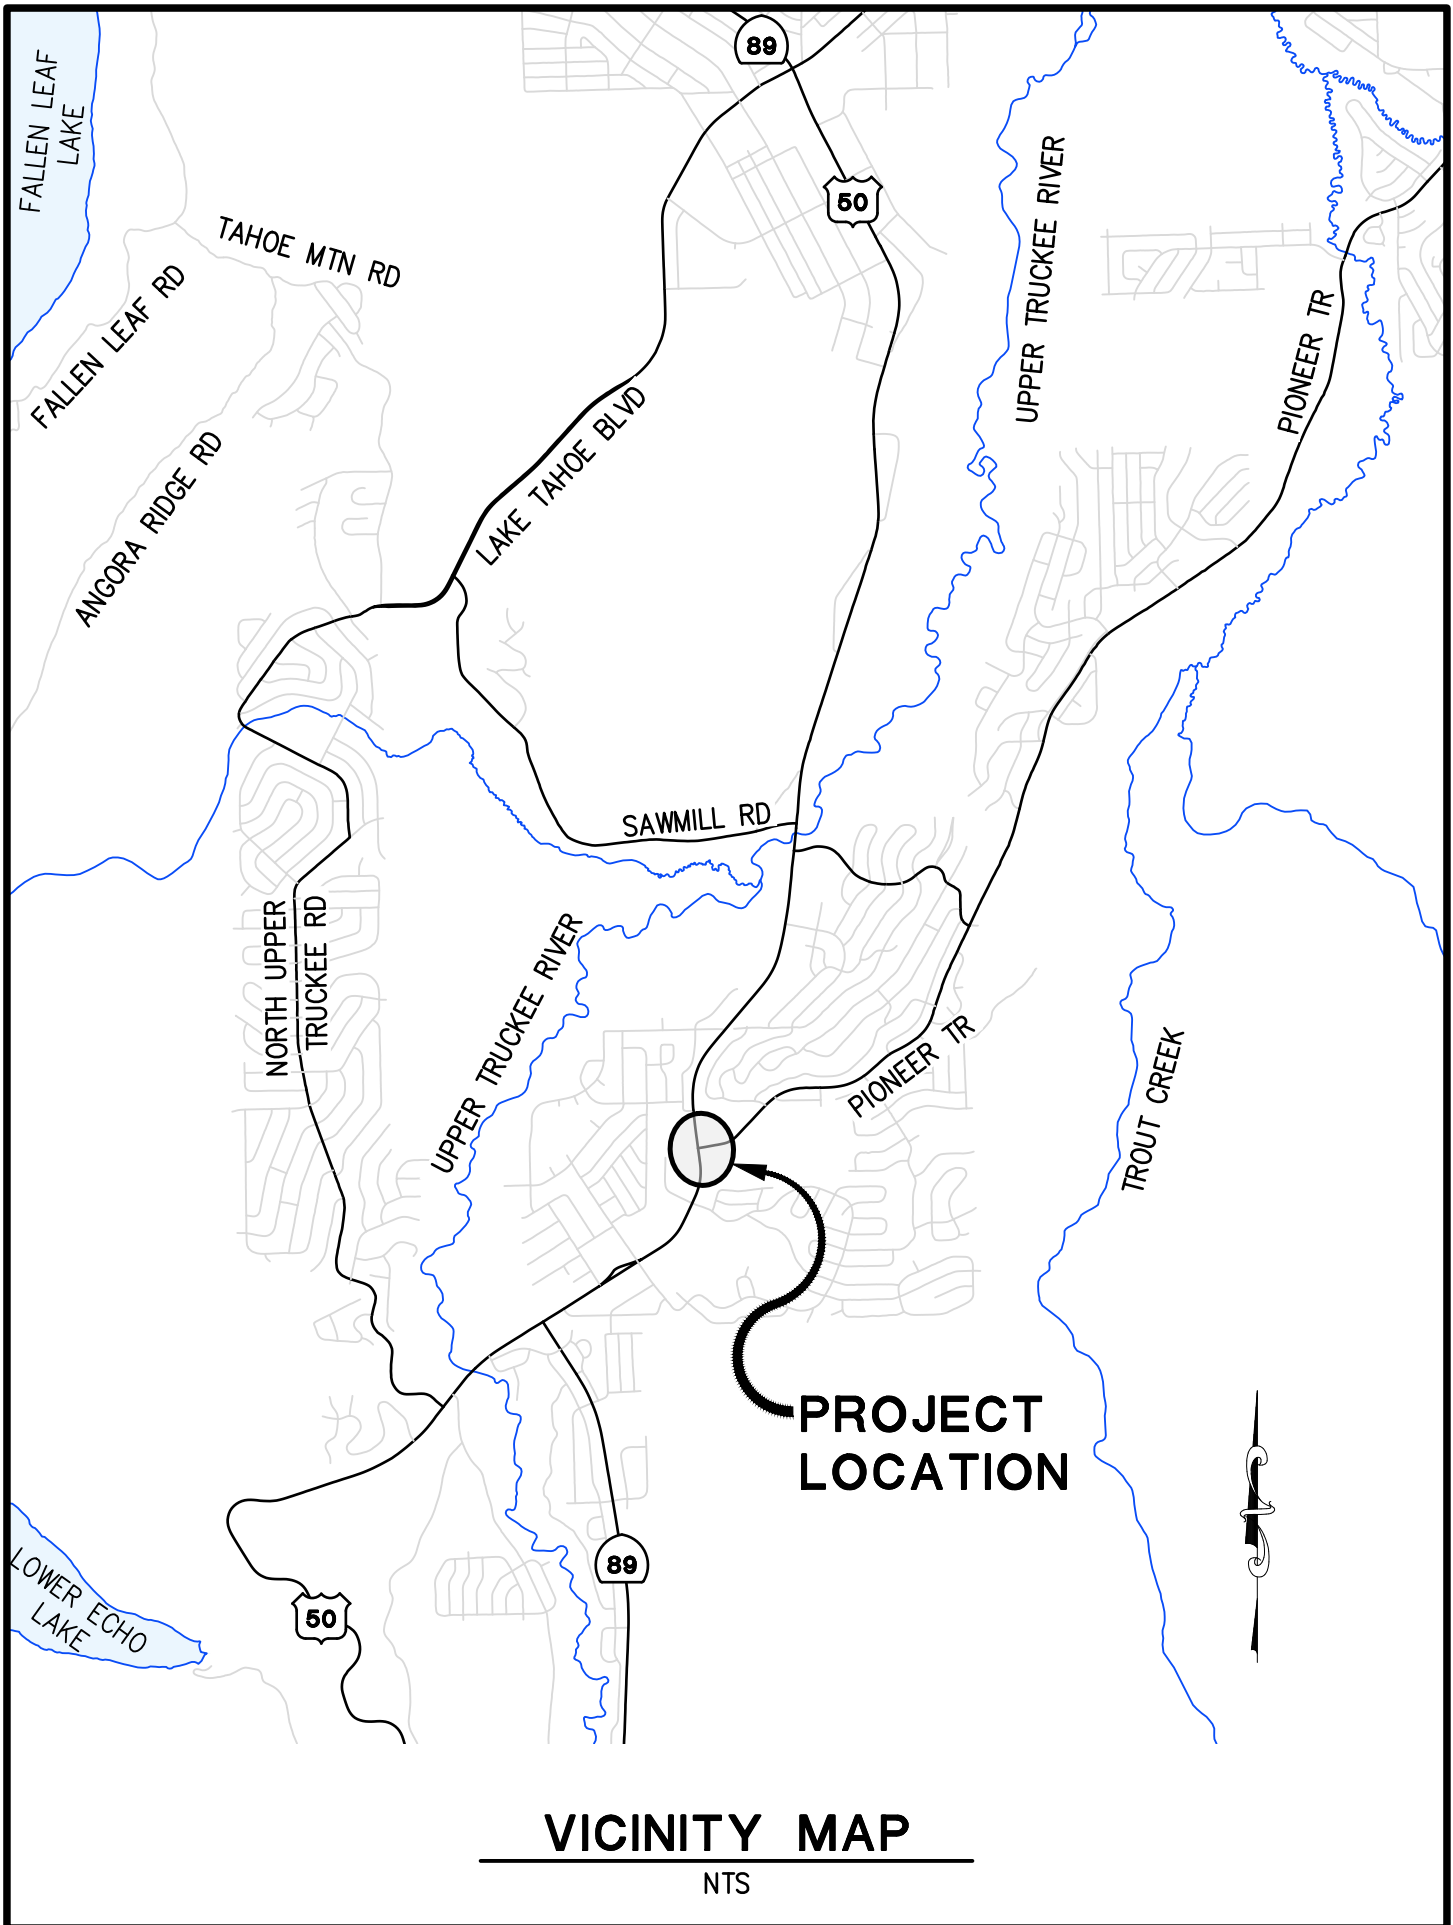 89
FALLEN LEAF
LAKE
50
UPPER TRUCKEE RIVER
TAHOE MTN RD
FALLEN LEAF RD
PIONEER TR
LAKE TAHOE BLVD
ANGORA RIDGE RD
SAWMILL RD
NORTH UPPER
TRUCKEE RD
UPPER TRUCKEE RIVER
PIONEER TR
TROUT CREEK
PROJECT
LOCATION
89
50
LOWER ECHO
LAKE
VICINITY MAP
NTS